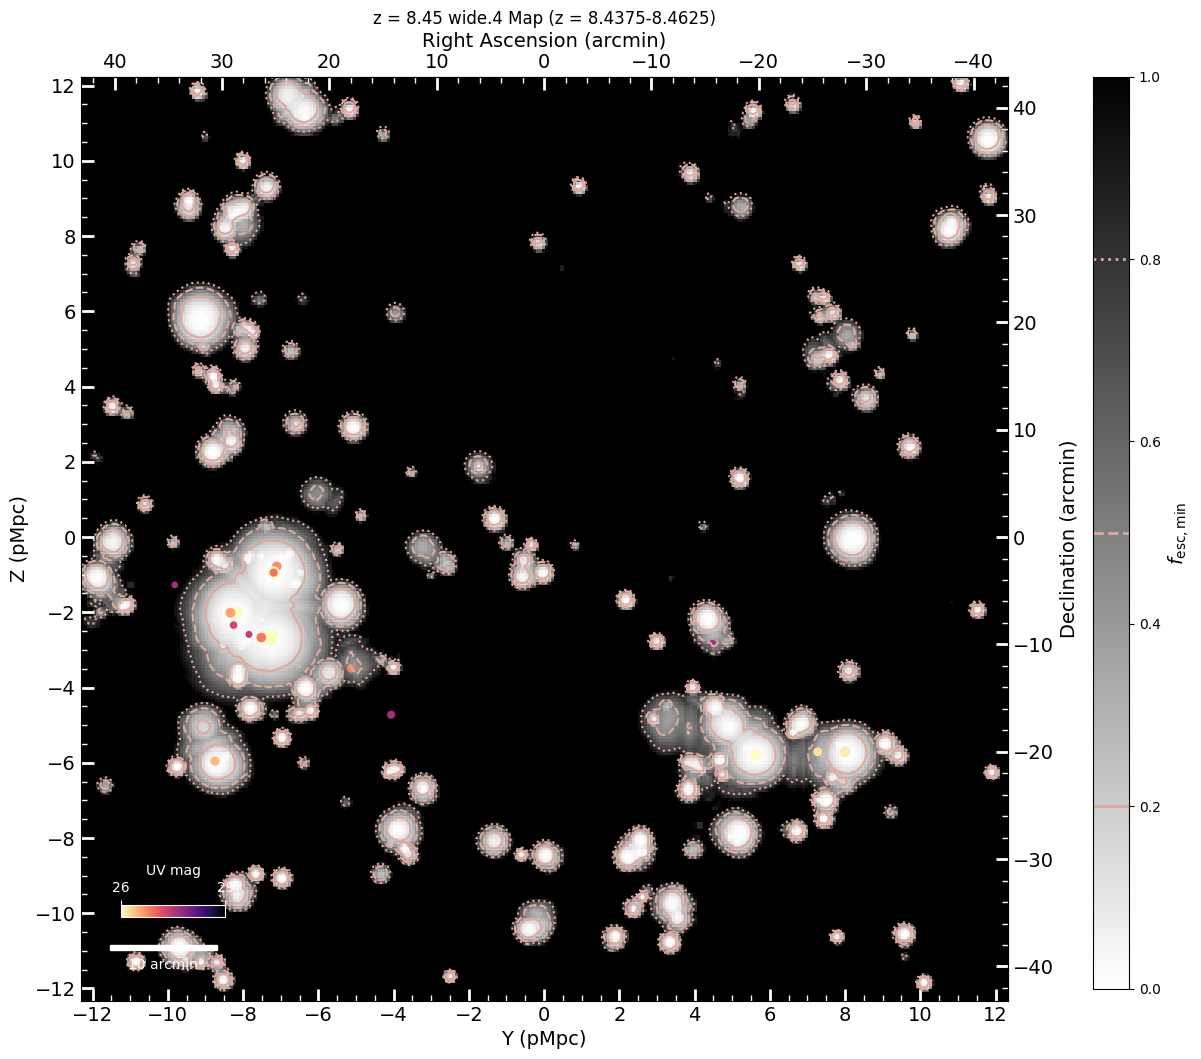 z = 8.45 wide.4 Map (z = 8.4375-8.4625)
Right Ascension (arcmin)
40 30 20 10 0 −10 −20 −30 −40
12 10 8 6 4 2 0 −2 −4 −6 −8 −10 −12
Z (pMpc)
40 30 20 10 0 −10 −20 −30 −40
Declination (arcmin)
1.0 0.8 0.6 0.4 0.2 0.0
f_esc,min
UV mag
26 29
10 arcmin
−12 −10 −8 −6 −4 −2 0 2 4 6 8 10 12
Y (pMpc)